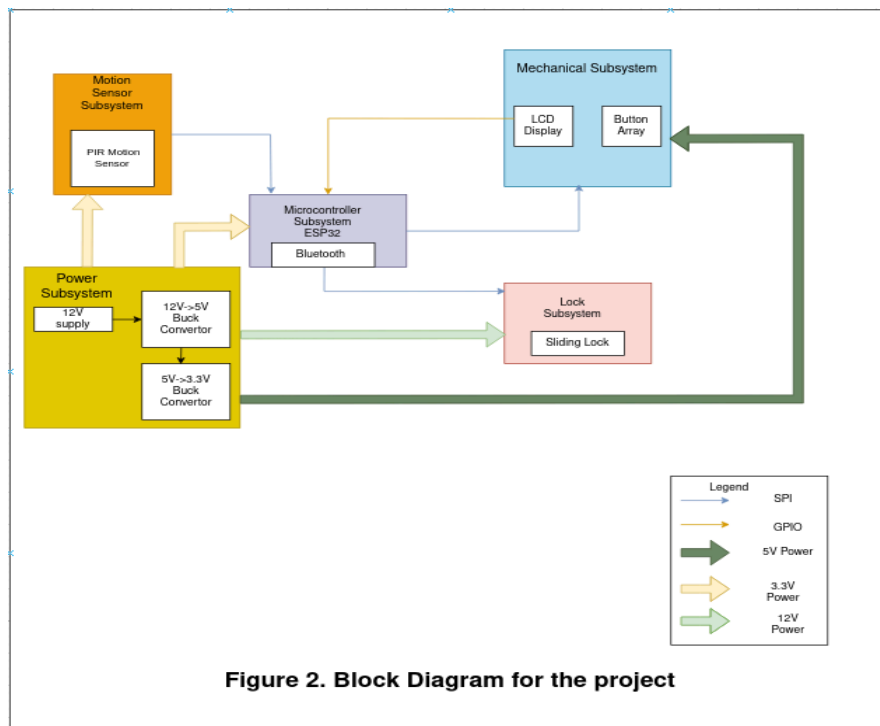 Motion
Sensor
Subsystem
PIR Motion
Sensor
Mechanical Subsystem
LCD
Display
Button
Array
Microcontroller
Subsystem
ESP32
Bluetooth
Power
Subsystem
12V
supply
12V->5V
Buck
Convertor
5V->3.3V
Buck
Convertor
Lock
Subsystem
Sliding Lock
Legend
SPI
GPIO
5V Power
3.3V
Power
12V
Power
Figure 2. Block Diagram for the project